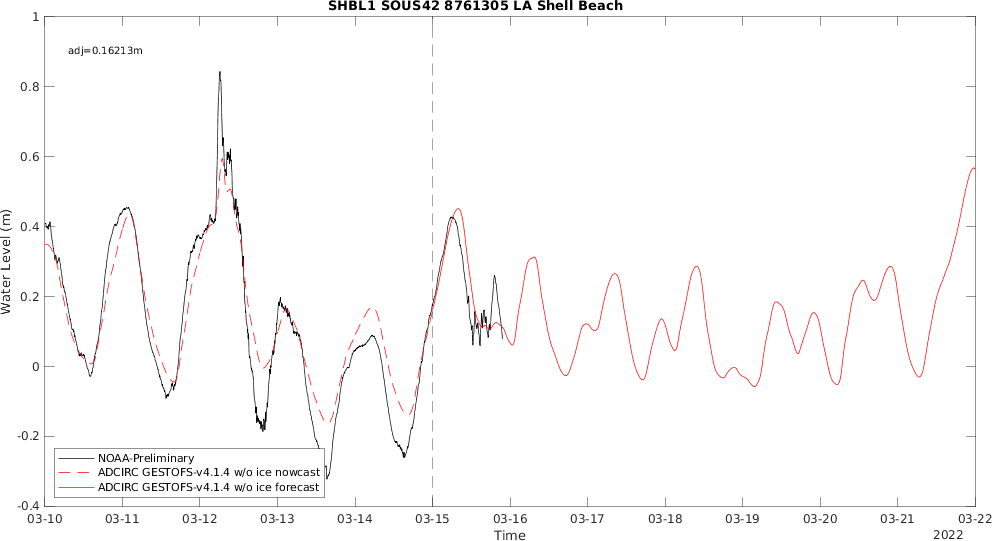 SHBL1 SOUS42 8761305 LA Shell Beach
adj=0.16213m
Water Level (m)
1
0.8
0.6
0.4
0.2
0
-0.2
-0.4
NOAA-Preliminary
ADCIRC GESTOFS-v4.1.4 w/o ice nowcast
ADCIRC GESTOFS-v4.1.4 w/o ice forecast
03-10 03-11 03-12 03-13 03-14 03-15 03-16 03-17 03-18 03-19 03-20 03-21 03-22
Time
2022